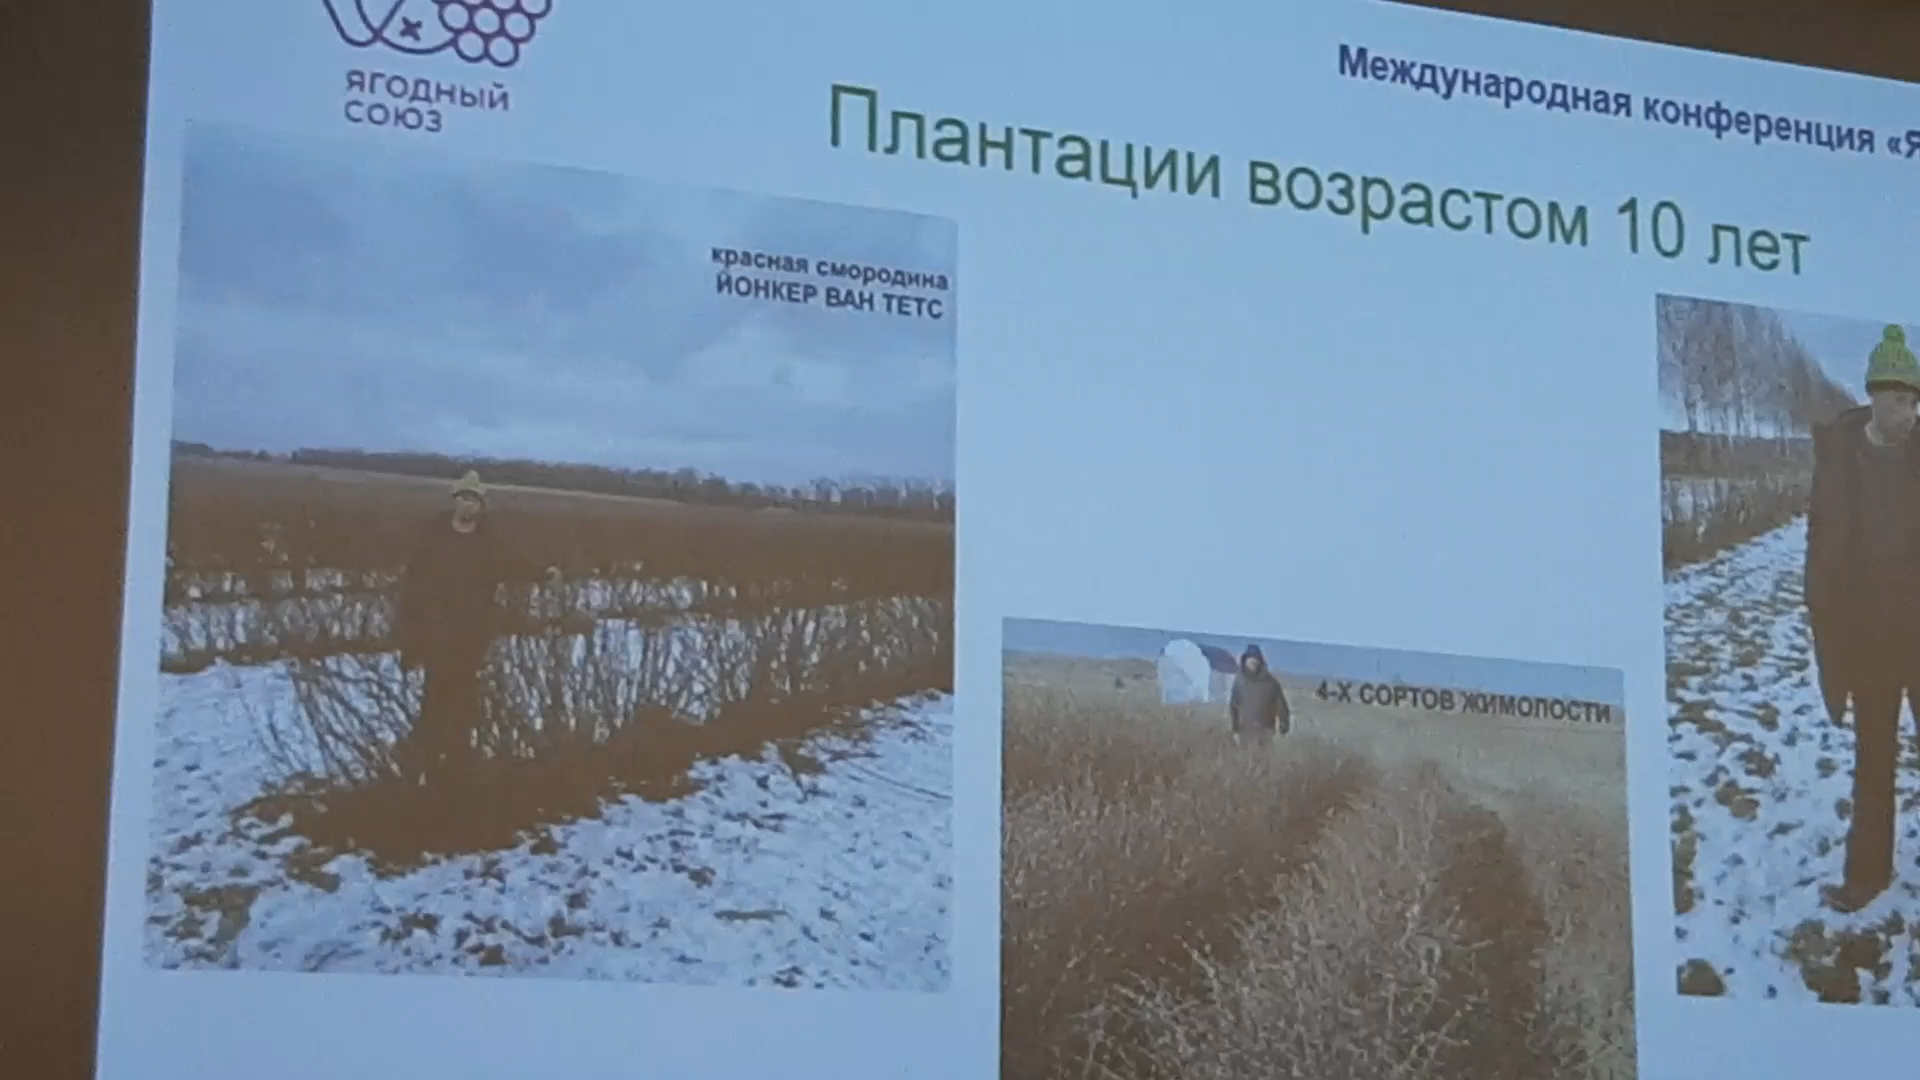 ЯГОДНЫЙ
СОЮЗ
Международная конференция «Я
Плантации возрастом 10 лет
красная смородина
ЙОНКЕР ВАН ТЕТС
4-Х СОРТОВ ЖИМОЛОСТИ